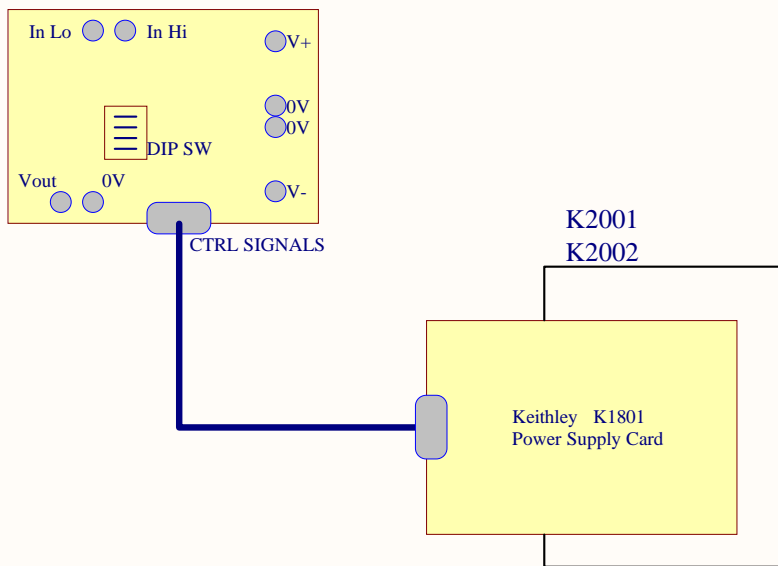 In Lo
In Hi
V+
0V
0V
DIP SW
Vout
0V
V-
CTRL SIGNALS
K2001
K2002
Keithley K1801
Power Supply Card